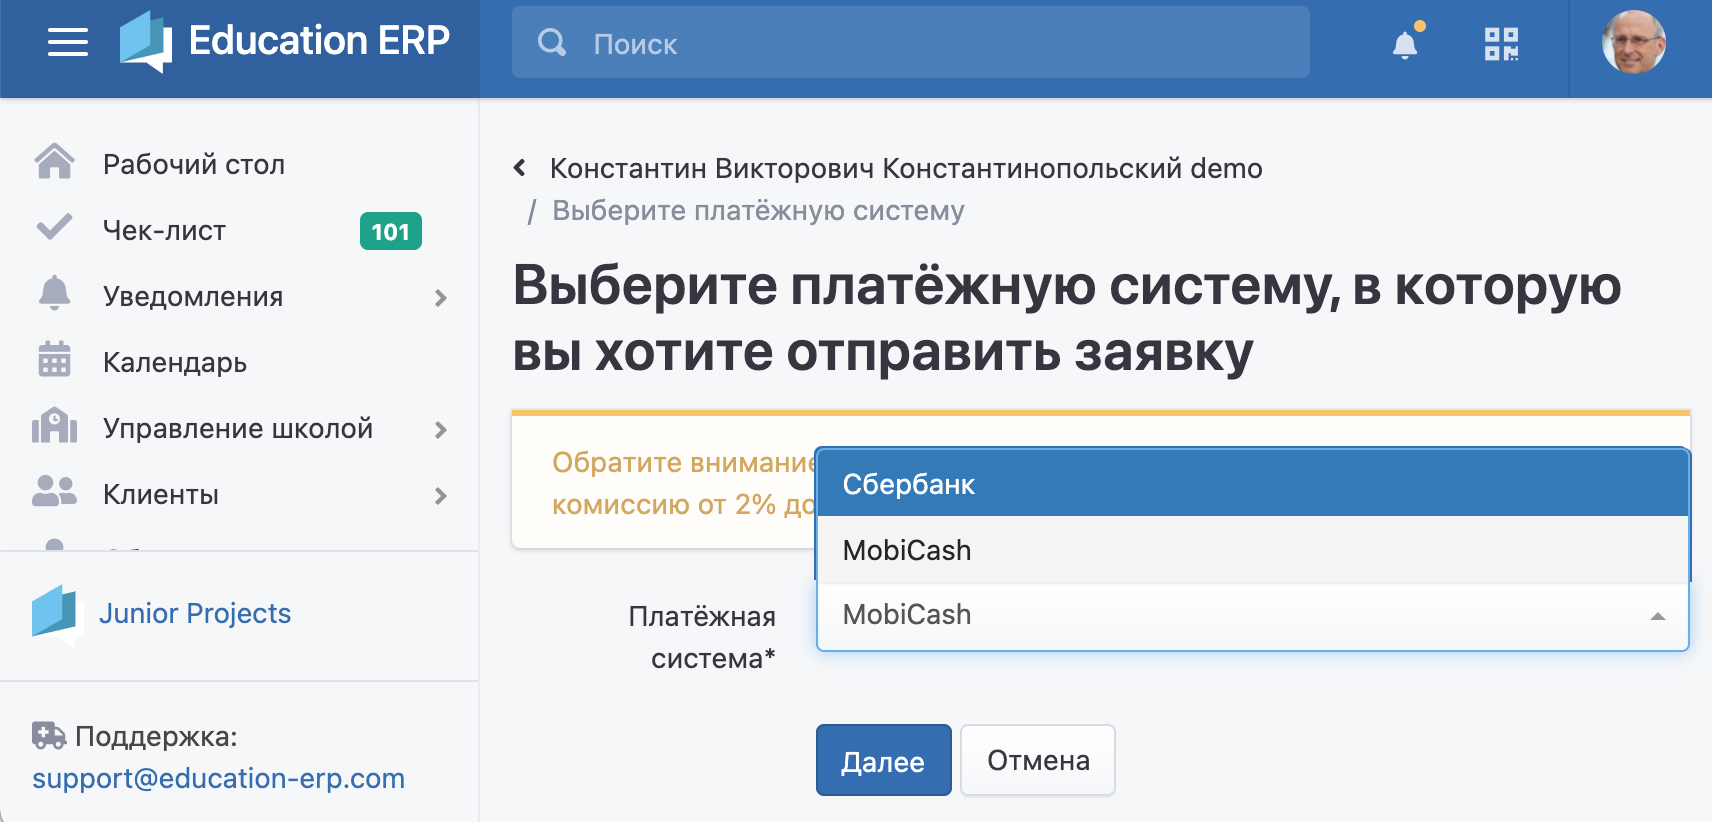 Education ERP
Поиск
Рабочий стол
Чек-лист
101
Уведомления
Календарь
Управление школой
Клиенты
Junior Projects
Поддержка:
support@education-erp.com
Константин Викторович Константинопольский demo
/ Выберите платёжную систему
Выберите платёжную систему, в которую
вы хотите отправить заявку
Обратите внимание
комиссию от 2% до
Сбербанк
MobiCash
Платёжная
система*
MobiCash
Далее
Отмена